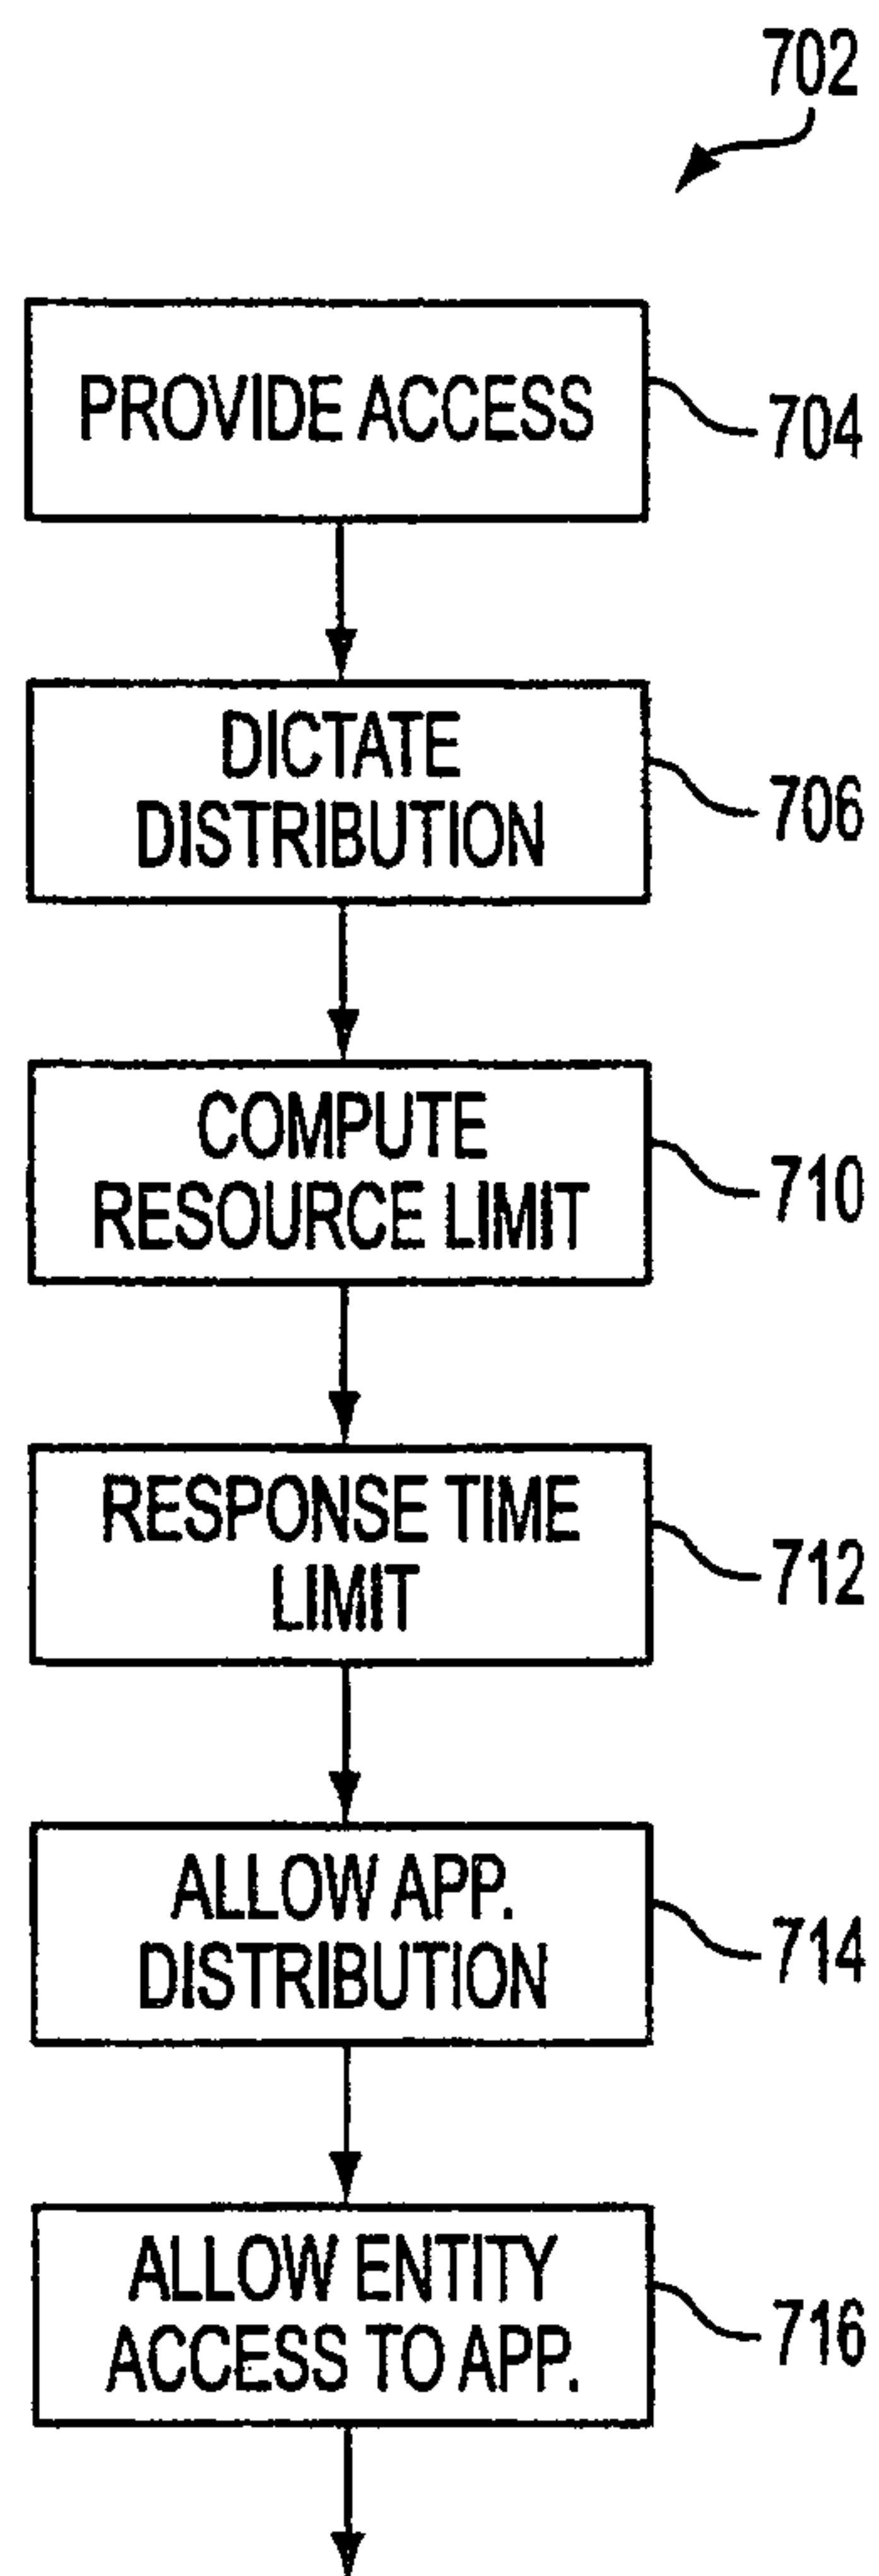 702
PROVIDE ACCESS
704
DICTATE
DISTRIBUTION
706
COMPUTE
RESOURCE LIMIT
710
RESPONSE TIME
LIMIT
712
ALLOW APP.
DISTRIBUTION
714
ALLOW ENTITY
ACCESS TO APP.
716